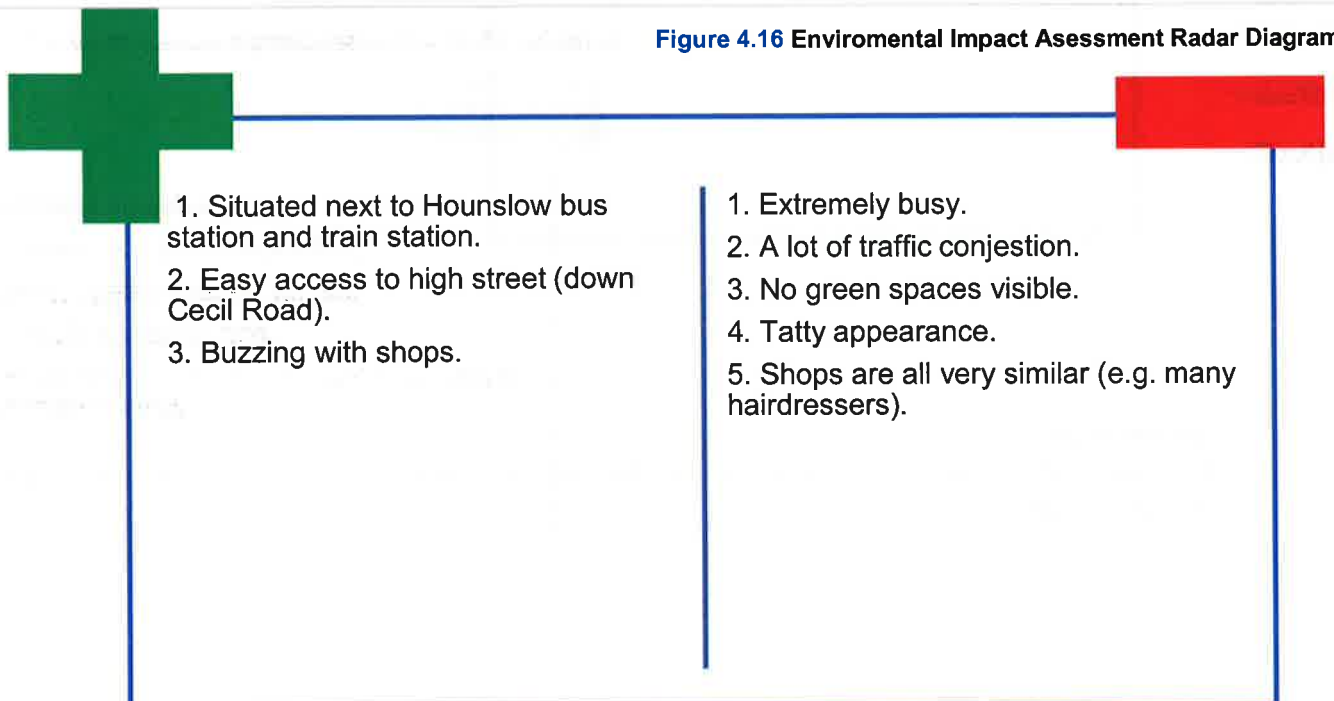 Figure 4.16 Enviromental Impact Asessment Radar Diagram
1. Situated next to Hounslow bus
station and train station.
2. Easy access to high street (down
Cecil Road).
3. Buzzing with shops.
1. Extremely busy.
2. A lot of traffic conjestion.
3. No green spaces visible.
4. Tatty appearance.
5. Shops are all very similar (e.g. many
hairdressers).